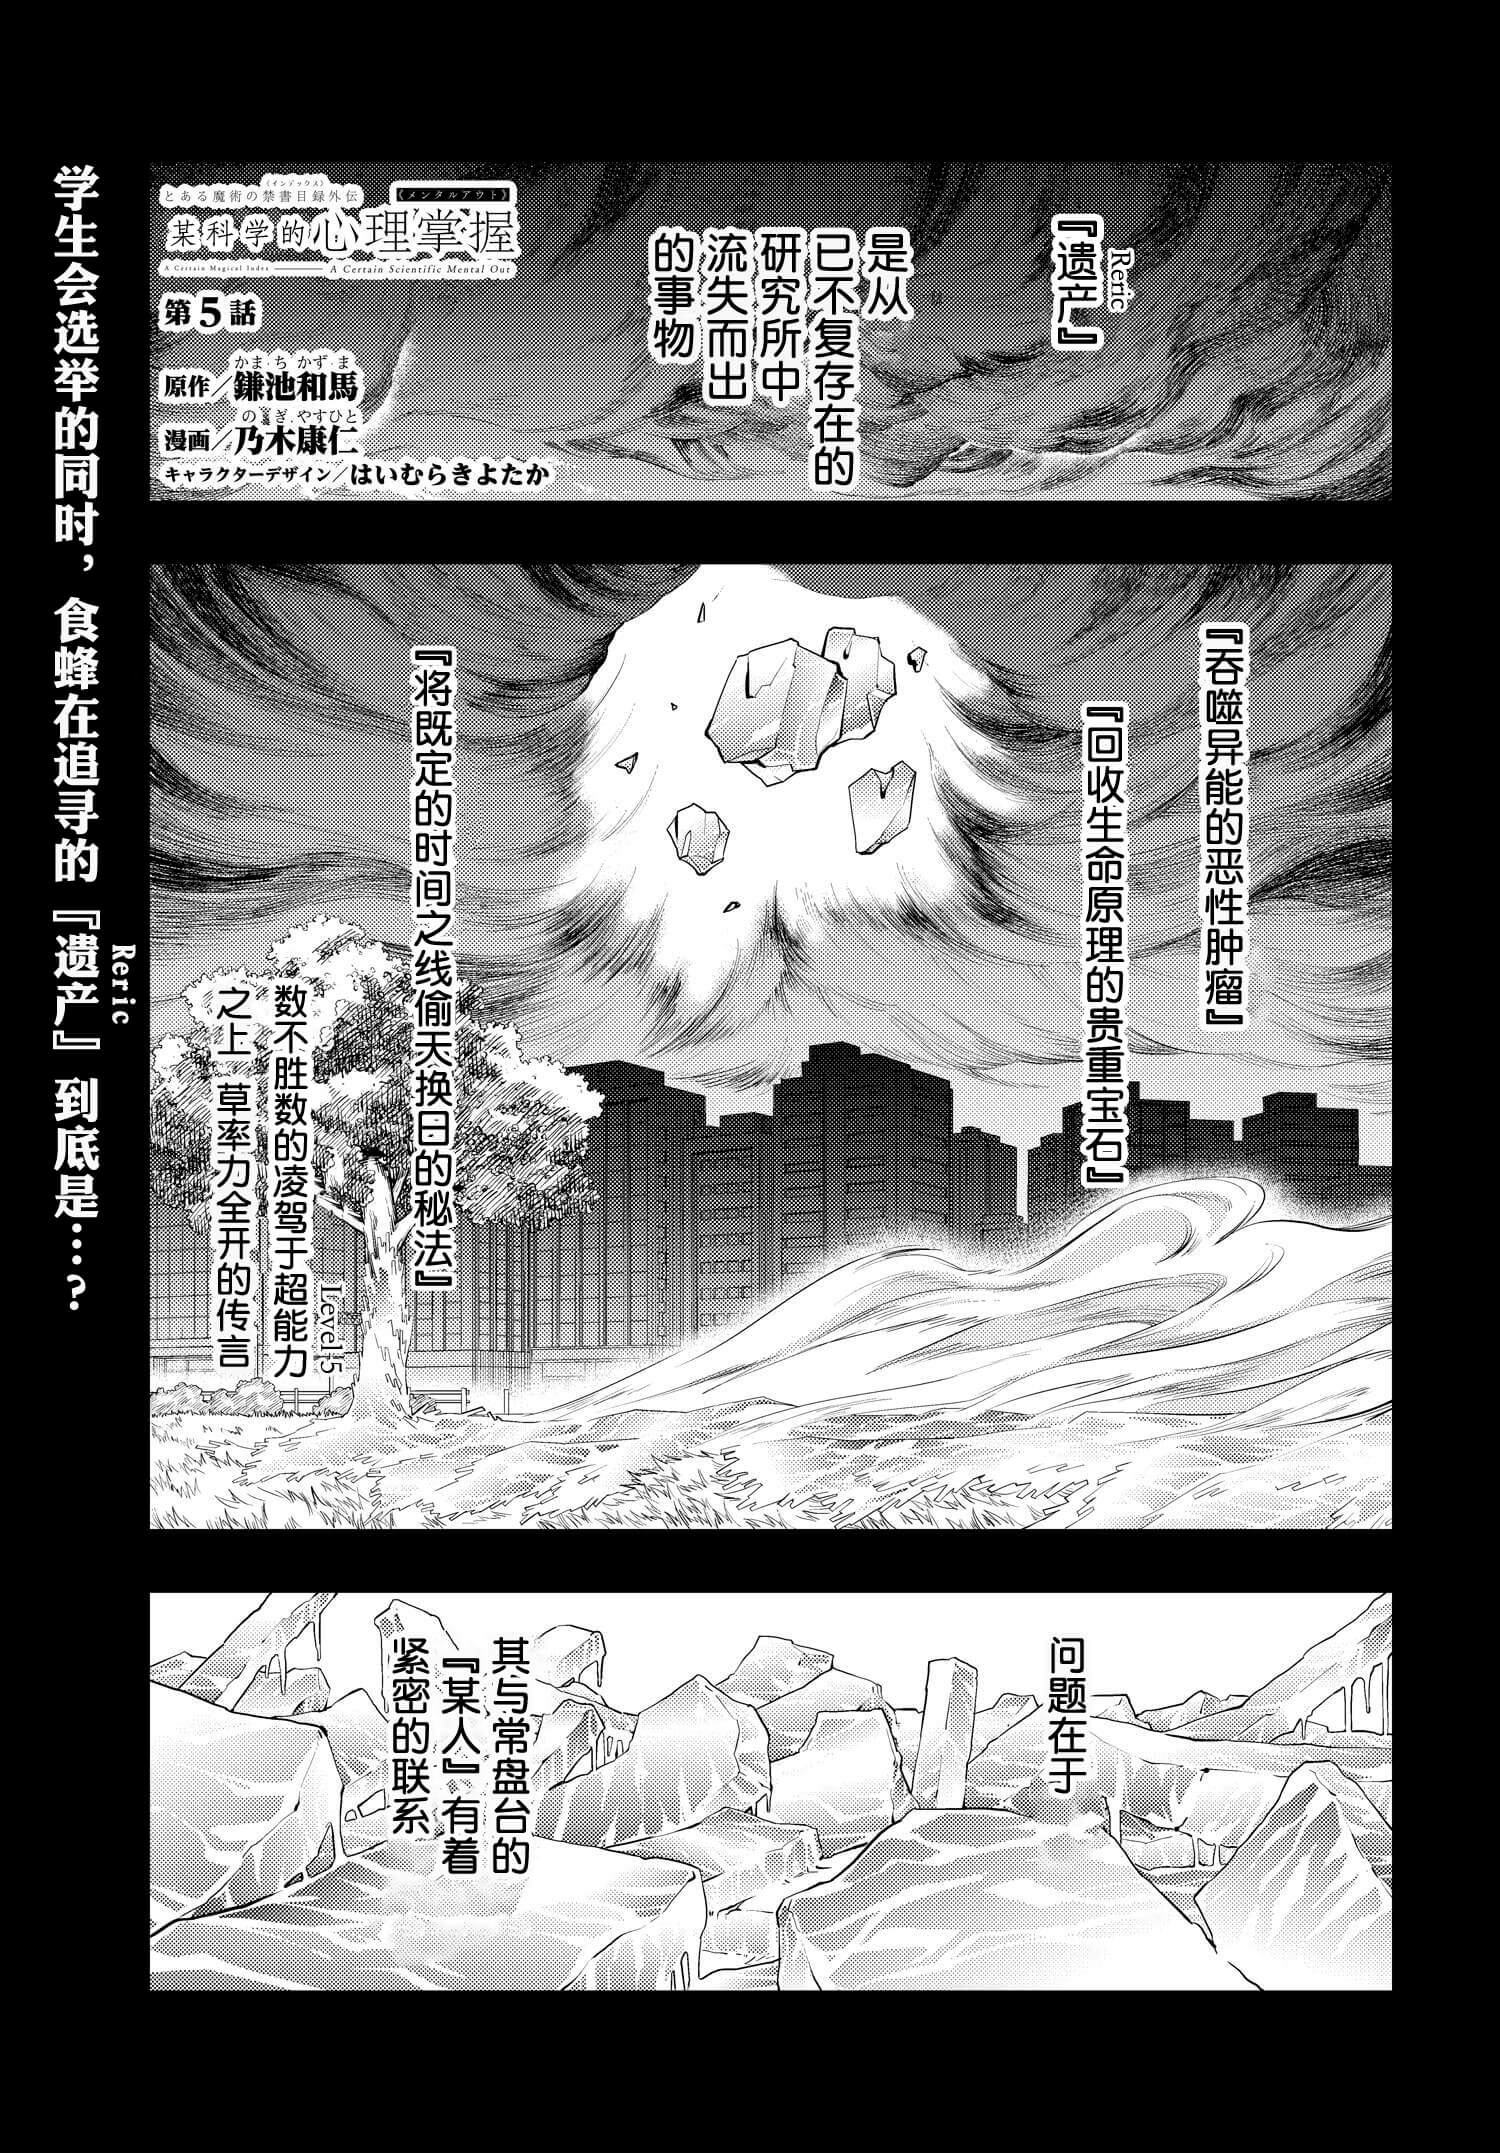 『遗产』
Reric
是从
已不复存在的
研究所中
流失而出
的事物
《インデックス》
とある魔術の禁書目録外伝
《メンタルアウト》
某科学的心理掌握
A Certain Magical Index
A Certain Scientific Mental Out
第5話
かま ち かず ま
原作／鎌池和馬
の ぎ やすひと
漫画／乃木康仁
キャラクターデザイン／はいむらきよたか
『吞噬异能的恶性肿瘤』
『回收生命原理的贵重宝石』
『将既定的时间之线偷天换日的秘法』
数不胜数的凌驾于超能力
Level 5
之上 草率力全开的传言
问题在于
其与常盘台的
『某人』有着
紧密的联系
学生会选举的同时，食蜂在追寻的『遗产』到底是…？
Reric